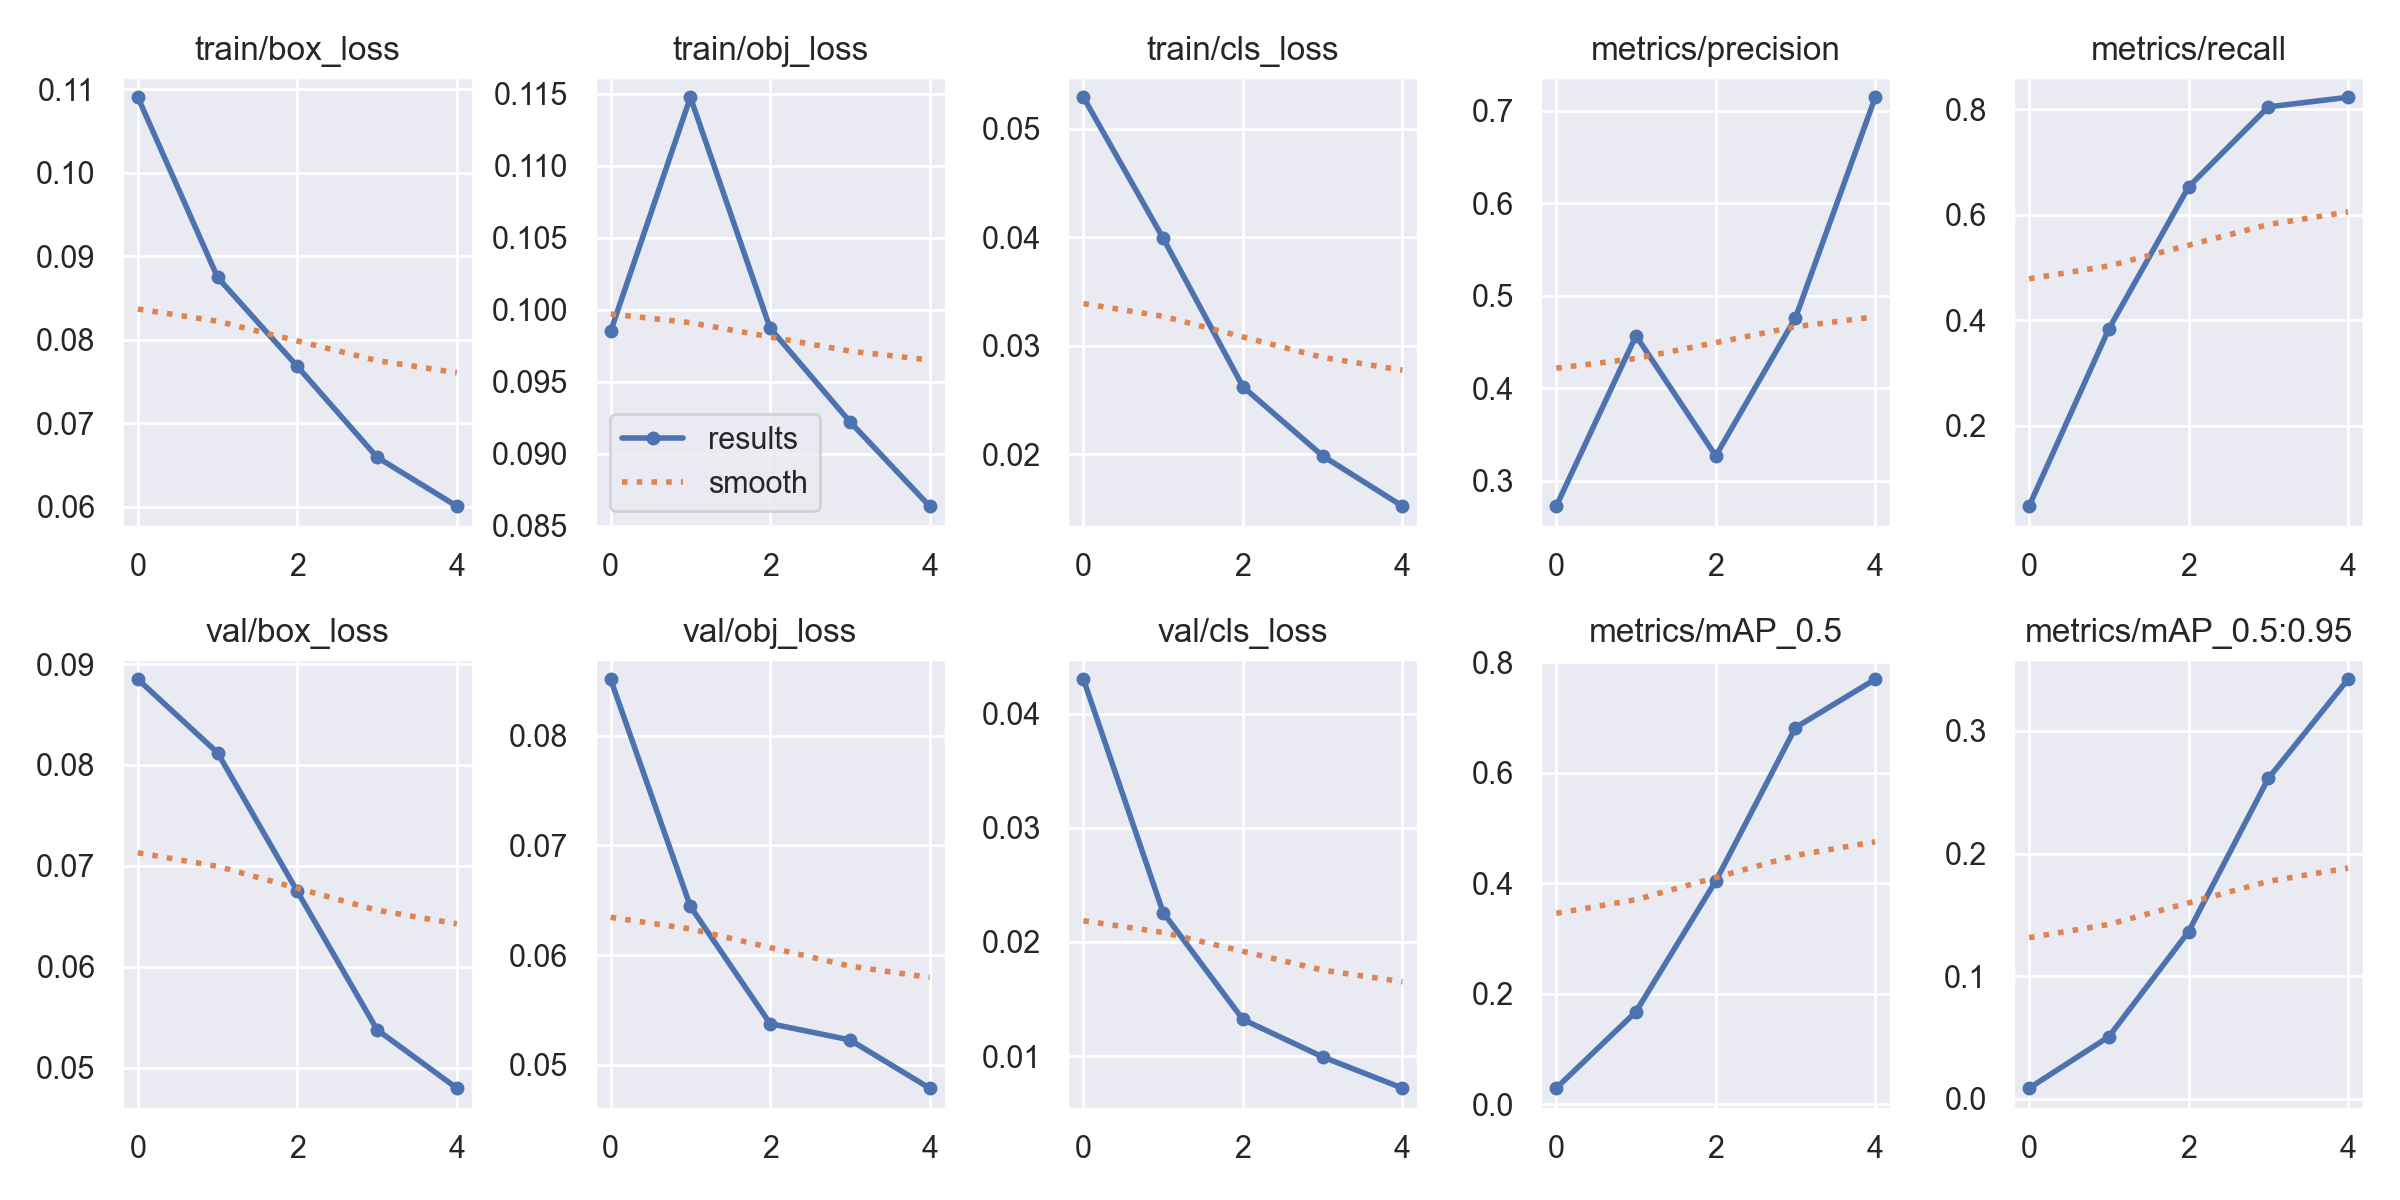 train/box_loss
0.11
0.10
0.09
0.08
0.07
0.06
0 2 4
train/obj_loss
0.115
0.110
0.105
0.100
0.095
0.090
0.085
results
smooth
0 2 4
train/cls_loss
0.05
0.04
0.03
0.02
0 2 4
metrics/precision
0.7
0.6
0.5
0.4
0.3
0 2 4
metrics/recall
0.8
0.6
0.4
0.2
0 2 4
val/box_loss
0.09
0.08
0.07
0.06
0.05
0 2 4
val/obj_loss
0.08
0.07
0.06
0.05
0 2 4
val/cls_loss
0.04
0.03
0.02
0.01
0 2 4
metrics/mAP_0.5
0.8
0.6
0.4
0.2
0.0
0 2 4
metrics/mAP_0.5:0.95
0.3
0.2
0.1
0.0
0 2 4